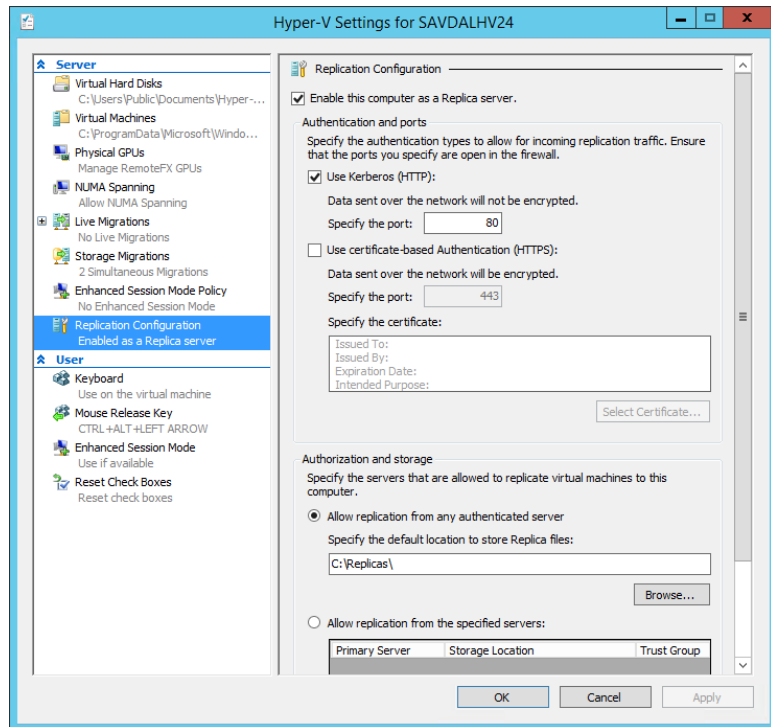 Hyper-V Settings for SAVDALHV24
Server
Virtual Hard Disks
C:\Users\Public\Documents\Hyper-...
Virtual Machines
C:\ProgramData\Microsoft\Windo...
Physical GPUs
Manage RemoteFX GPUs
NUMA Spanning
Allow NUMA Spanning
Live Migrations
No Live Migrations
Storage Migrations
2 Simultaneous Migrations
Enhanced Session Mode Policy
No Enhanced Session Mode
Replication Configuration
Enabled as a Replica server
User
Keyboard
Use on the virtual machine
Mouse Release Key
CTRL+ALT+LEFT ARROW
Enhanced Session Mode
Use if available
Reset Check Boxes
Reset check boxes
Replication Configuration
Enable this computer as a Replica server.
Authentication and ports
Specify the authentication types to allow for incoming replication traffic. Ensure
that the ports you specify are open in the firewall.
Use Kerberos (HTTP):
Data sent over the network will not be encrypted.
Specify the port: 80
Use certificate-based Authentication (HTTPS):
Data sent over the network will be encrypted.
Specify the port: 443
Specify the certificate:
Issued To:
Issued By:
Expiration Date:
Intended Purpose:
Select Certificate...
Authorization and storage
Specify the servers that are allowed to replicate virtual machines to this
computer.
Allow replication from any authenticated server
Specify the default location to store Replica files:
C:\Replicas\
Browse...
Allow replication from the specified servers:
Primary Server Storage Location Trust Group
OK Cancel Apply